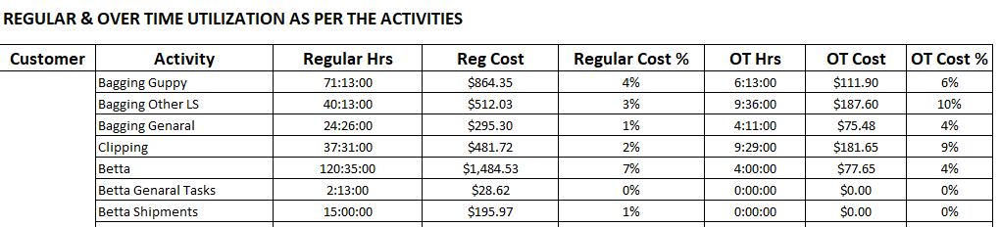 REGULAR & OVER TIME UTILIZATION AS PER THE ACTIVITIES
Customer Activity Regular Hrs Reg Cost Regular Cost % OT Hrs OT Cost OT Cost %
Bagging Guppy 71:13:00 $864.35 4% 6:13:00 $111.90 6%
Bagging Other LS 40:13:00 $512.03 3% 9:36:00 $187.60 10%
Bagging Genaral 24:26:00 $295.30 1% 4:11:00 $75.48 4%
Clipping 37:31:00 $481.72 2% 9:29:00 $181.65 9%
Betta 120:35:00 $1,484.53 7% 4:00:00 $77.65 4%
Betta Genaral Tasks 2:13:00 $28.62 0% 0:00:00 $0.00 0%
Betta Shipments 15:00:00 $195.97 1% 0:00:00 $0.00 0%